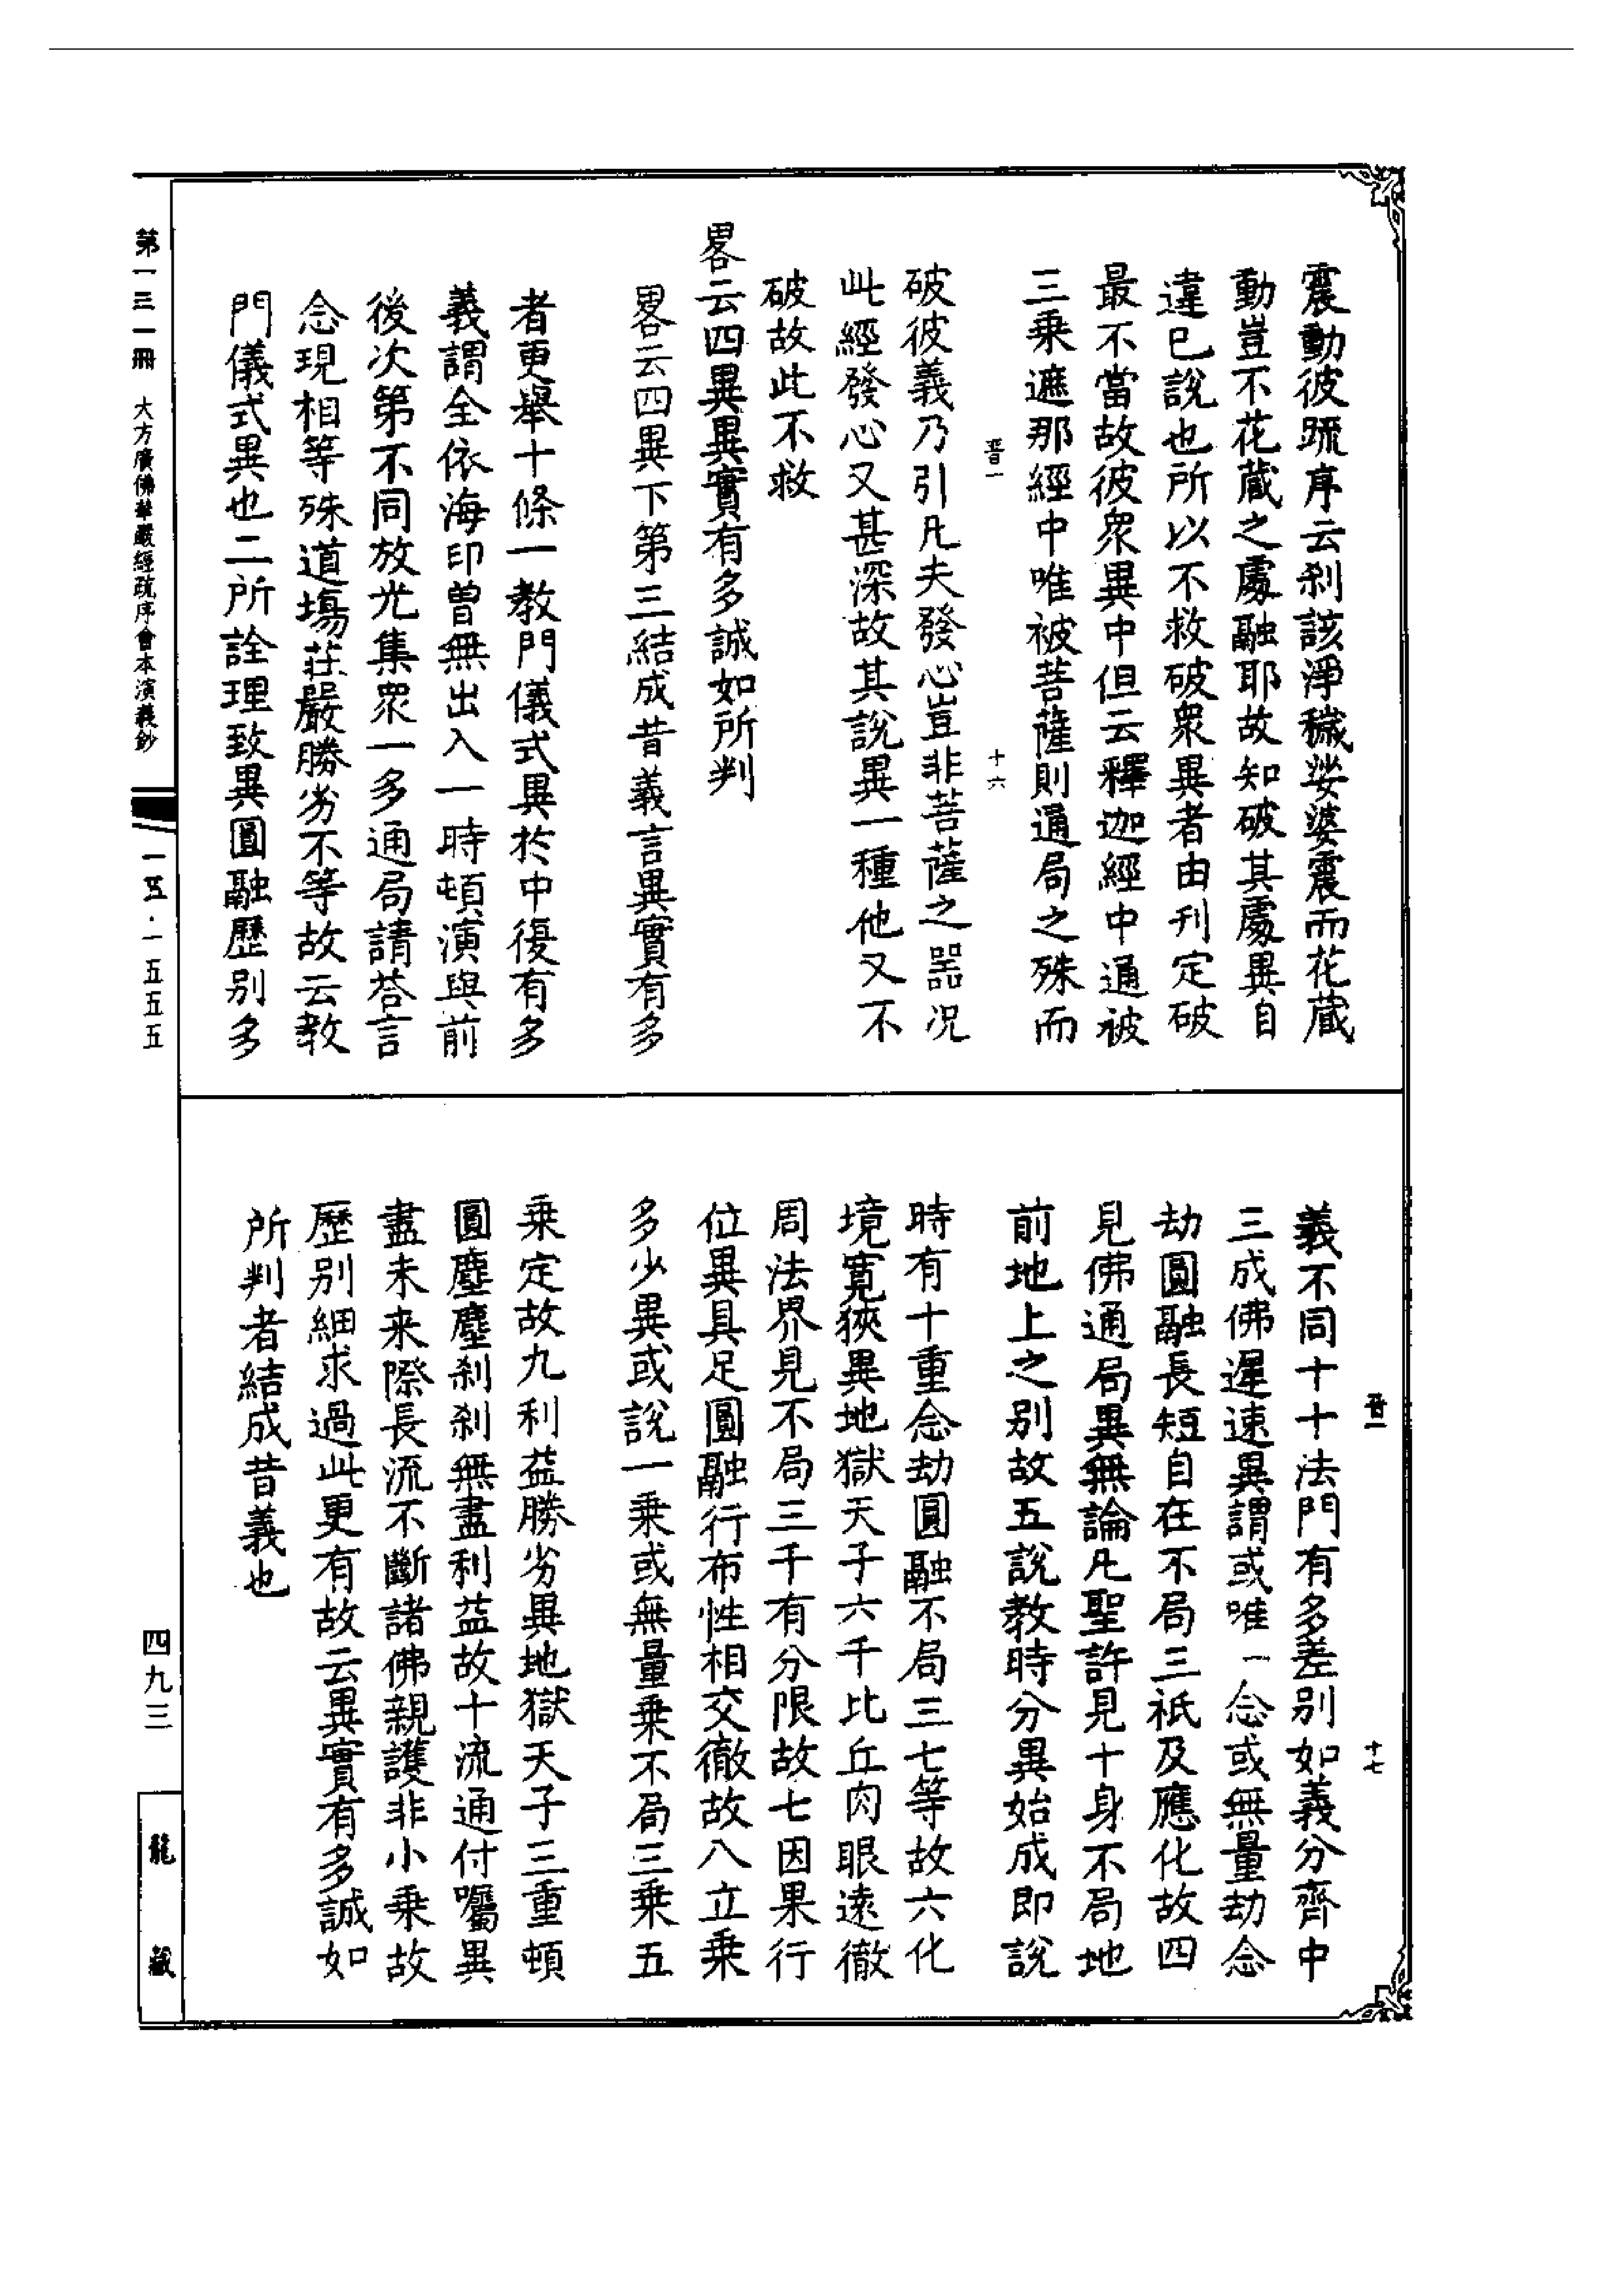 震動彼䟽序云刹該淨穢娑婆震而花藏
動豈不花藏之處融耶故知破其處異自
違已說也所以不救破衆異者由刋定破
最不當故彼衆異中但云釋迦經中通被
三乘遮那經中唯被菩薩則通局之殊而
晉一
十六
破彼義乃引凡夫發心豈非菩薩之器况
此經發心又甚深故其說異一種他又不
破故此不救
畧云四異異實有多誠如所判
畧云四異下第三結成昔義言異實有多
者更舉十條一教門儀式異於中復有多
義謂全依海印曾無出入一時頓演與前
後次第不同放光集衆一多通局請荅言
念現相等殊道塲莊嚴勝劣不等故云教
門儀式異也二所詮理致異圓融歷别多
晉一
十七
義不同十十法門有多差别如義分齊中
三成佛遲速異謂或唯一念或無量劫念
劫圓融長短自在不局三祇及應化故四
見佛通局異無論凡聖許見十身不局地
前地上之别故五說教時分異始成即說
時有十重念劫圓融不局三七等故六化
境寬狹異地獄天子六千比丘肉眼遠徹
周法界見不局三千有分限故七因果行
位異具足圓融行布性相交徹故八立乘
多少異或說一乘或無量乘不局三乘五
乘定故九利益勝劣異地獄天子三重頓
圓塵塵刹刹無盡利益故十流通付囑異
盡未来際長流不斷諸佛親護非小乘故
歷别細求過此更有故云異實有多誠如
所判者結成昔義也
第一三一冊 大方廣佛華嚴經疏序會本演義鈔
一五·一五五五
四九三
龍藏